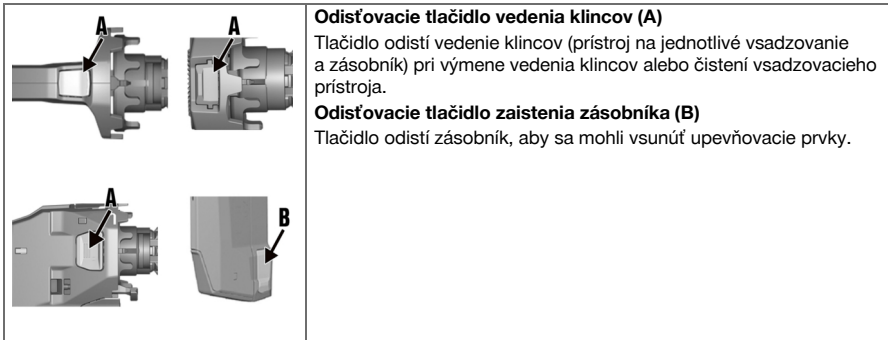 A
A
A
B
Odisťovacie tlačidlo vedenia klincov (A)
Tlačidlo odistí vedenie klincov (prístroj na jednotlivé vsadzovanie
a zásobník) pri výmene vedenia klincov alebo čistení vsadzovacieho
prístroja.
Odisťovacie tlačidlo zaistenia zásobníka (B)
Tlačidlo odistí zásobník, aby sa mohli vsunúť upevňovacie prvky.